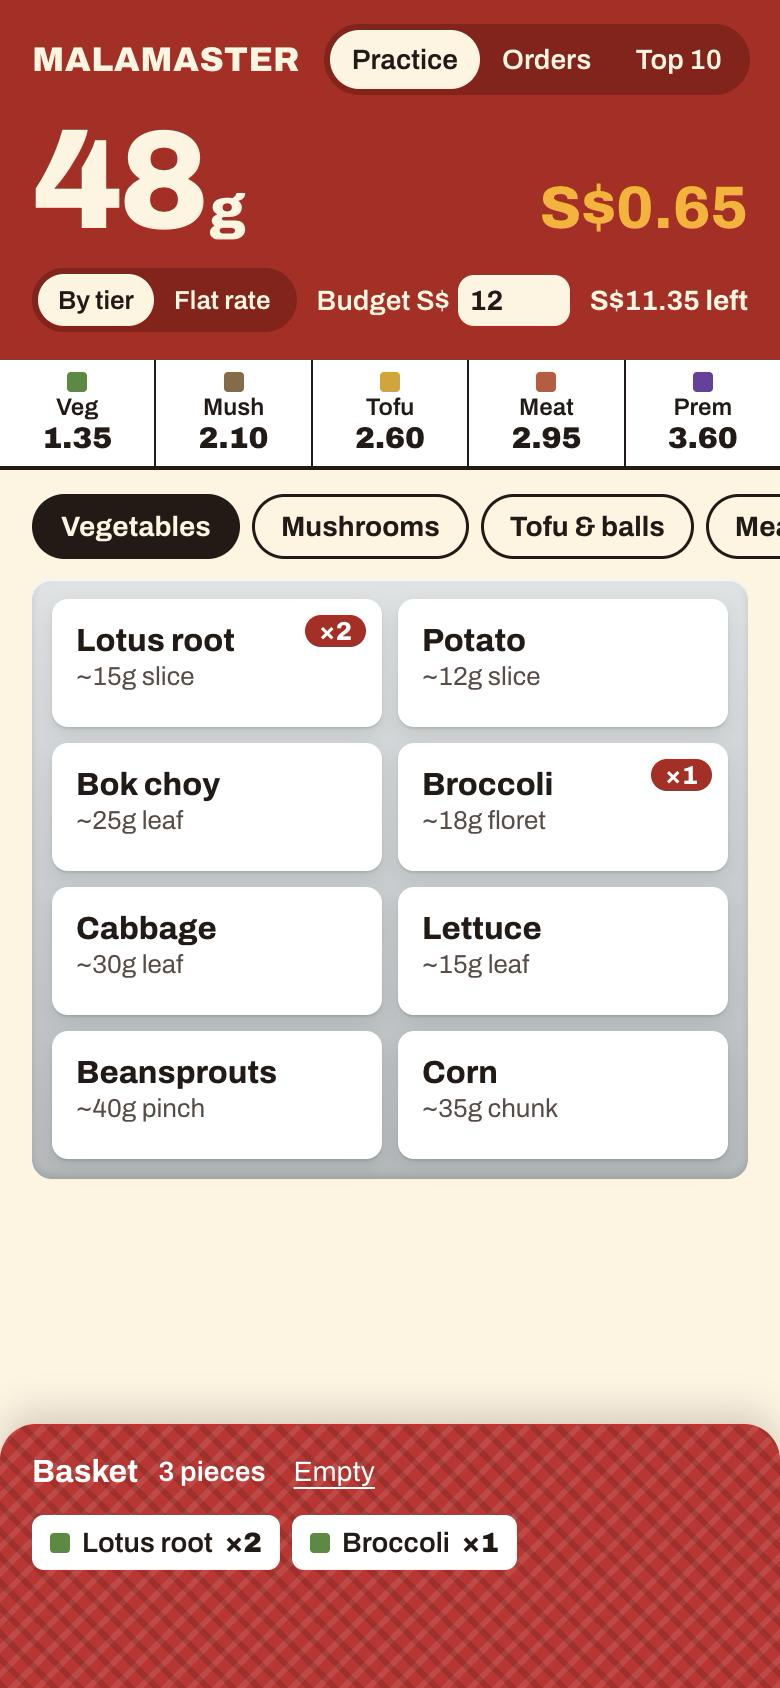 MALAMASTER Practice Orders Top 10
48g S$0.65
By tier Flat rate Budget S$ 12 S$11.35 left
Veg Mush Tofu Meat Prem
1.35 2.10 2.60 2.95 3.60
Vegetables Mushrooms Tofu & balls Mea
Lotus root ×2 Potato
~15g slice ~12g slice
Bok choy Broccoli ×1
~25g leaf ~18g floret
Cabbage Lettuce
~30g leaf ~15g leaf
Beansprouts Corn
~40g pinch ~35g chunk
Basket 3 pieces Empty
Lotus root ×2 Broccoli ×1